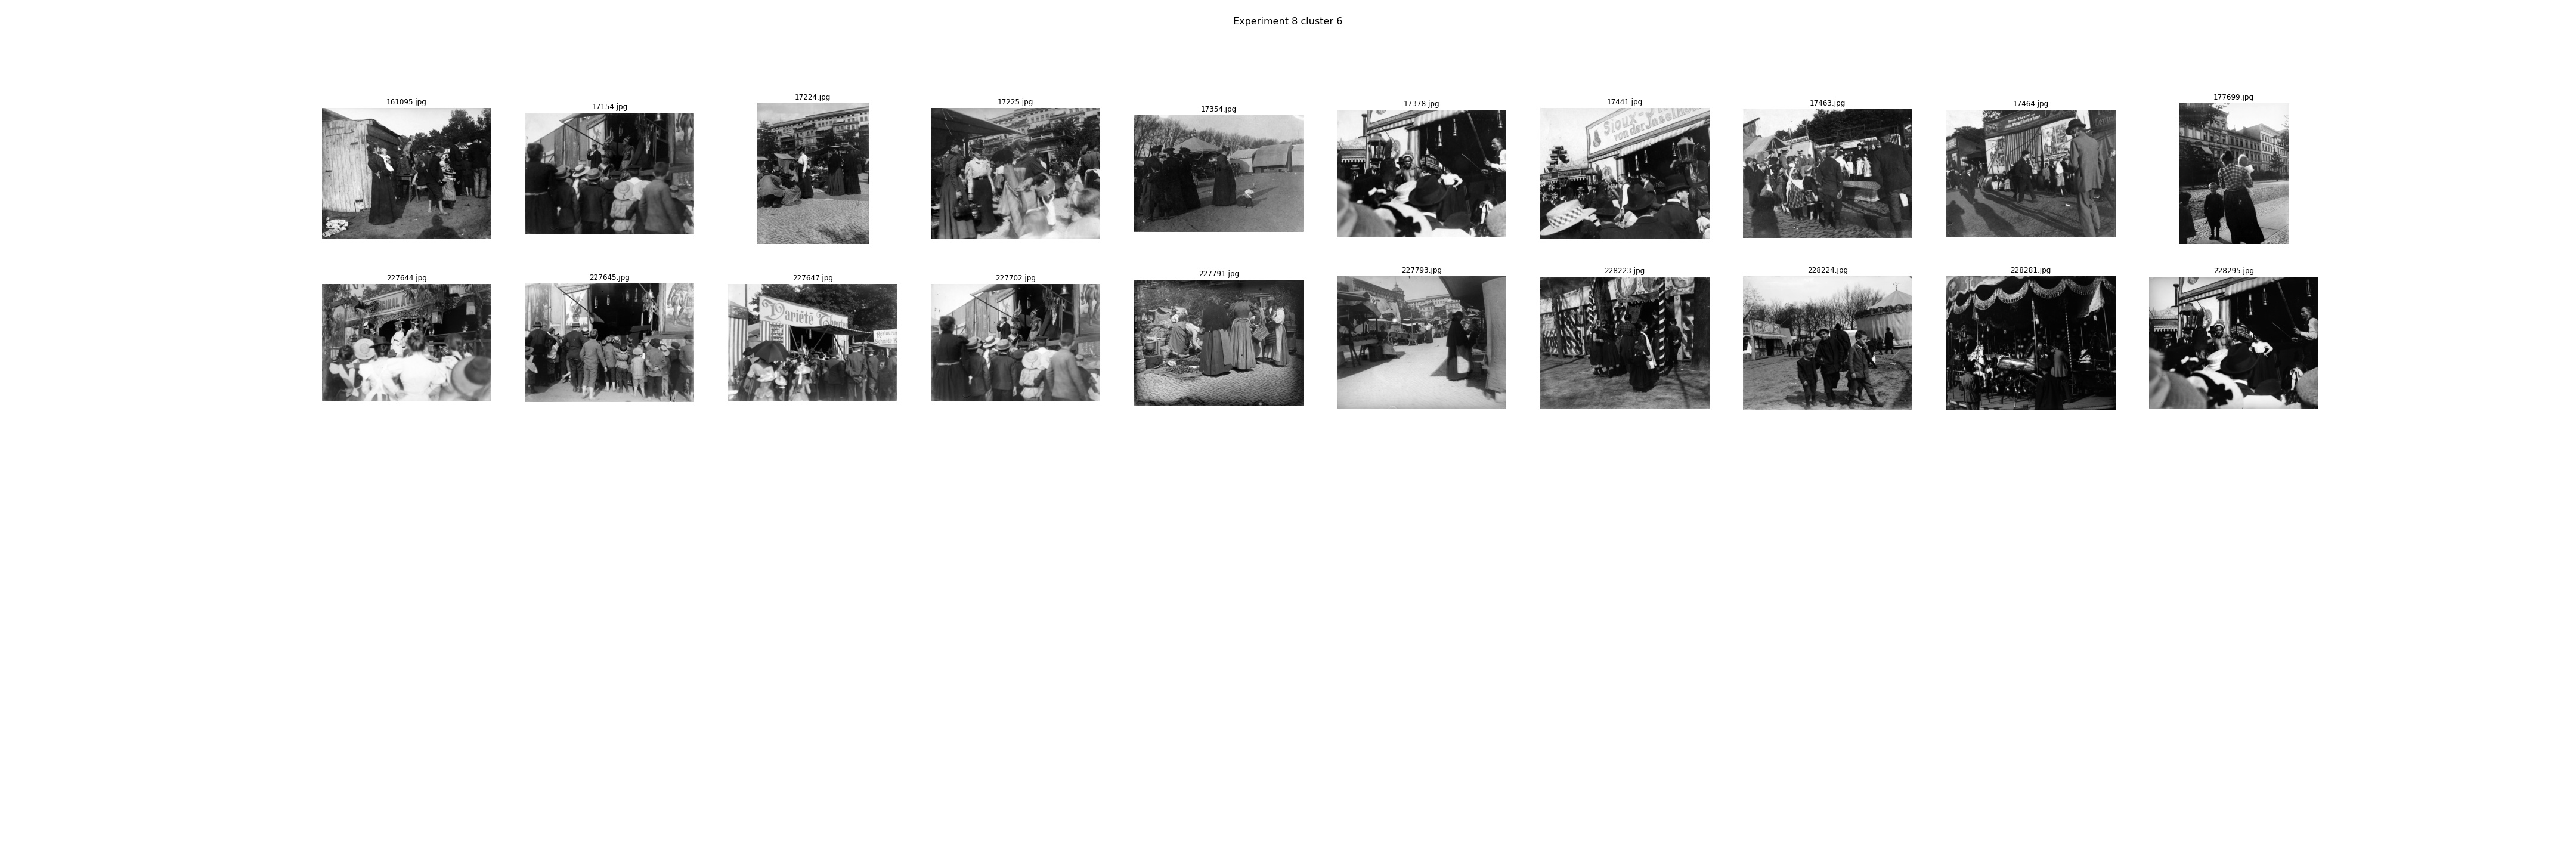 Experiment 8 cluster 6
161095.jpg
17154.jpg
17224.jpg
17225.jpg
17354.jpg
17378.jpg
17441.jpg
17463.jpg
17464.jpg
177699.jpg
Sioux-
von der Inseln
227644.jpg
227645.jpg
227647.jpg
227702.jpg
227791.jpg
227793.jpg
228223.jpg
228224.jpg
228281.jpg
228295.jpg
Variété